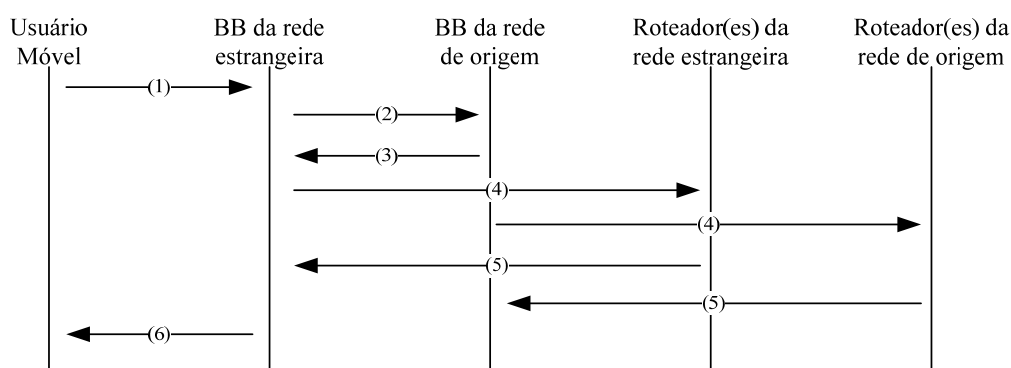 Usuário
Móvel
BB da rede
estrangeira
BB da rede
de origem
Roteador(es) da
rede estrangeira
Roteador(es) da
rede de origem
(1)
(2)
(3)
(4)
(4)
(5)
(5)
(6)